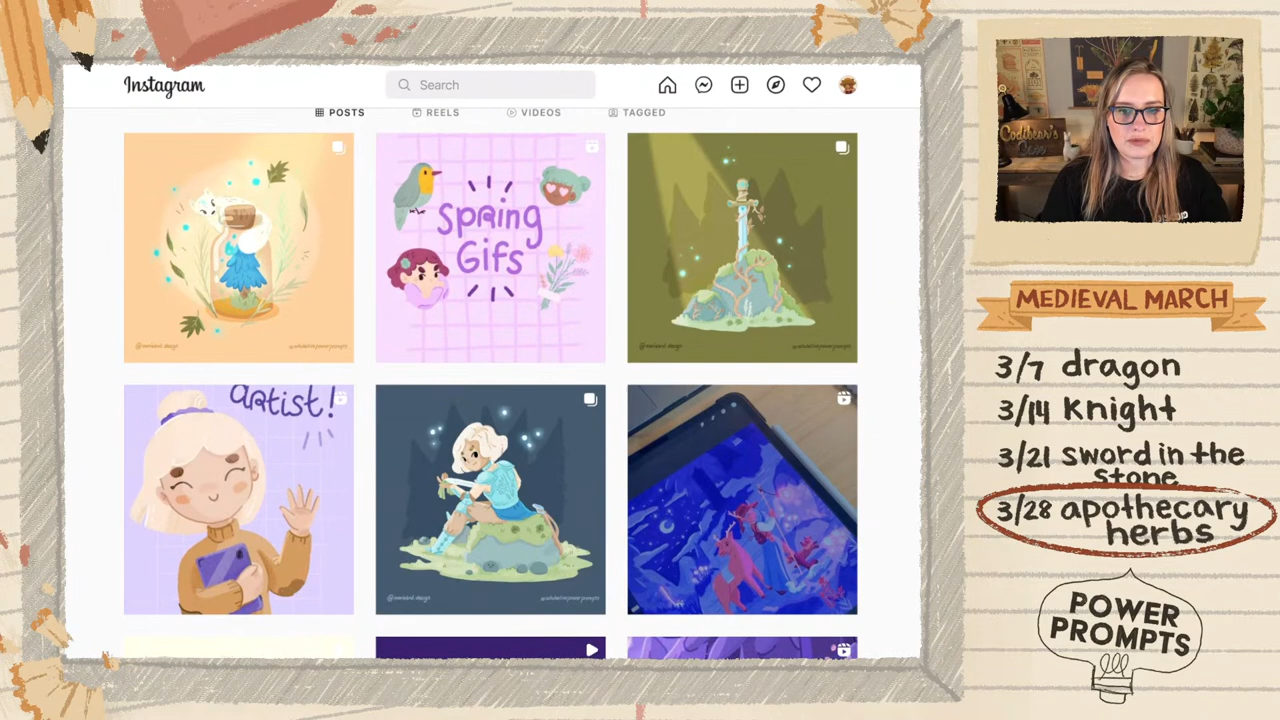 Instagram
Search
POSTS
REELS
VIDEOS
TAGGED
Spring
Gifs
artist!
MEDIEVAL MARCH
3/7 dragon
3/14 Knight
3/21 sword in the
stone
3/28 apothecary
herbs
POWER
PROMPTS